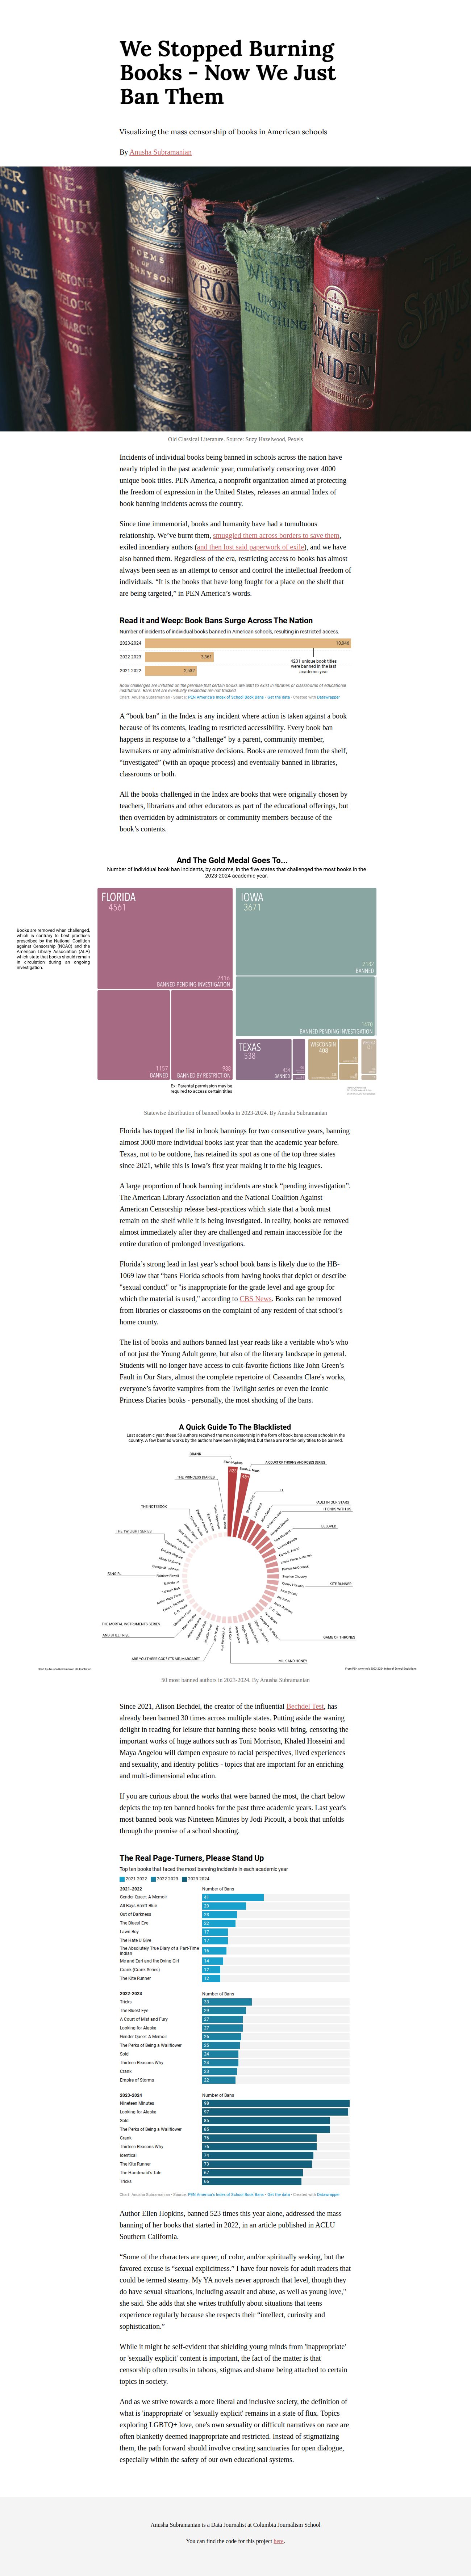 We Stopped Burning
Books - Now We Just
Ban Them
Visualizing the mass censorship of books in American schools
By Anusha Subramanian
NINE-
ENTH
TURY
POEMS
TENNYSON
YRON
Within
UPON
EVERYTHING
THE
SPANISH
MAIDEN
THE
SPANIS
Old Classical Literature. Source: Suzy Hazelwood, Pexels
Incidents of individual books being banned in schools across the nation have
nearly tripled in the past academic year, cumulatively censoring over 4000
unique book titles. PEN America, a nonprofit organization aimed at protecting
the freedom of expression in the United States, releases an annual Index of
book banning incidents across the country.
Since time immemorial, books and humanity have had a tumultuous
relationship. We've burnt them, smuggled them across borders to save them,
exiled incendiary authors (and then lost said paperwork of exile), and we have
also banned them. Regardless of the era, restricting access to books has almost
always been seen as an attempt to censor and control the intellectual freedom of
individuals. “It is the books that have long fought for a place on the shelf that
are being targeted,” in PEN America's words.
Read it and Weep: Book Bans Surge Across The Nation
Number of incidents of individual books banned in American schools, resulting in restricted access.
2023-2024 10,046
2022-2023 3,361
2021-2022 2,532
4231 unique book titles
were banned in the last
academic year
Book challenges are initiated on the premise that certain books are unfit to exist in libraries or classrooms of educational
institutions. Bans that are eventually rescinded are not tracked.
Chart: Anusha Subramanian • Source: PEN America's Index of School Book Bans • Get the data • Created with Datawrapper
A “book ban” in the Index is any incident where action is taken against a book
because of its contents, leading to restricted accessibility. Every book ban
happens in response to a “challenge” by a parent, community member,
lawmakers or any administrative decisions. Books are removed from the shelf,
“investigated” (with an opaque process) and eventually banned in libraries,
classrooms or both.
All the books challenged in the Index are books that were originally chosen by
teachers, librarians and other educators as part of the educational offerings, but
then overridden by administrators or community members because of the
book's contents.
And The Gold Medal Goes To...
Number of individual book ban incidents, by outcome, in the five states that challenged the most books in the
2023-2024 academic year.
Books are removed when challenged,
which is contrary to best practices
prescribed by the National Coalition
against Censorship (NCAC) and the
American Library Association (ALA)
which state that books should remain
in circulation during an ongoing
investigation.
FLORIDA
4561
2416
BANNED PENDING INVESTIGATION
1157
BANNED
988
BANNED BY RESTRICTION
IOWA
3671
2102
BANNED
1470
BANNED PENDING INVESTIGATION
TEXAS
538
BANNED
WISCONSIN
408
Ex: Parental permission may be
required to access certain titles
Statewise distribution of banned books in 2023-2024. By Anusha Subramanian
Florida has topped the list in book bannings for two consecutive years, banning
almost 3000 more individual books last year than the academic year before.
Texas, not to be outdone, has retained its spot as one of the top three states
since 2021, while this is Iowa's first year making it to the big leagues.
A large proportion of book banning incidents are stuck “pending investigation”.
The American Library Association and the National Coalition Against
American Censorship release best-practices which state that a book must
remain on the shelf while it is being investigated. In reality, books are removed
almost immediately after they are challenged and remain inaccessible for the
entire duration of prolonged investigations.
Florida's strong lead in last year's school book bans is likely due to the HB-
1069 law that “bans Florida schools from having books that depict or describe
"sexual conduct" or "is inappropriate for the grade level and age group for
which the material is used," according to CBS News. Books can be removed
from libraries or classrooms on the complaint of any resident of that school's
home county.
The list of books and authors banned last year reads like a veritable who's who
of not just the Young Adult genre, but also of the literary landscape in general.
Students will no longer have access to cult-favorite fictions like John Green's
Fault in Our Stars, almost the complete repertoire of Cassandra Clare's works,
everyone's favorite vampires from the Twilight series or even the iconic
Princess Diaries books - personally, the most shocking of the bans.
A Quick Guide To The Blacklisted
Last academic year, these 50 authors received the most censorship in the form of book bans across schools in the
country. A few banned works by the authors have been highlighted, but these are not the only titles to be banned.
CRANK
Ellen Hopkins
Sarah J. Maas
A COURT OF THORNS AND ROSES SERIES
THE PRINCESS DIARIES
IT
THE NOTEBOOK
FAULT IN OUR STARS
IT ENDS WITH US
THE TWILIGHT SERIES
BELOVED
FANGIRL
KITE RUNNER
THE MORTAL INSTRUMENTS SERIES
AND STILL I RISE
GAME OF THRONES
ARE YOU THERE GOD? IT'S ME, MARGARET.
MILK AND HONEY
50 most banned authors in 2023-2024. By Anusha Subramanian
Since 2021, Alison Bechdel, the creator of the influential Bechdel Test, has
already been banned 30 times across multiple states. Putting aside the waning
delight in reading for leisure that banning these books will bring, censoring the
important works of huge authors such as Toni Morrison, Khaled Hosseini and
Maya Angelou will dampen exposure to racial perspectives, lived experiences
and sexuality, and identity politics - topics that are important for an enriching
and multi-dimensional education.
If you are curious about the works that were banned the most, the chart below
depicts the top ten banned books for the past three academic years. Last year's
most banned book was Nineteen Minutes by Jodi Picoult, a book that unfolds
through the premise of a school shooting.
The Real Page-Turners, Please Stand Up
Top ten books that faced the most banning incidents in each academic year
2021-2022 2022-2023 2023-2024
2021-2022 Number of Bans
Gender Queer: A Memoir 41
All Boys Aren't Blue 29
Out of Darkness 23
The Bluest Eye 22
Lawn Boy 17
The Hate U Give 17
The Absolutely True Diary of a Part-Time
Indian 16
Me and Earl and the Dying Girl 14
Crank (Crank Series) 12
The Kite Runner 12
2022-2023 Number of Bans
Tricks 33
The Bluest Eye 29
A Court of Mist and Fury 27
Looking for Alaska 27
Gender Queer: A Memoir 26
The Perks of Being a Wallflower 25
Sold 24
Thirteen Reasons Why 24
Crank 23
Empire of Storms 22
2023-2024 Number of Bans
Nineteen Minutes 98
Looking for Alaska 97
Sold 85
The Perks of Being a Wallflower 85
Crank 76
Thirteen Reasons Why 76
Identical 74
The Kite Runner 73
The Handmaid's Tale 67
Tricks 66
Chart: Anusha Subramanian • Source: PEN America's Index of School Book Bans • Get the data • Created with Datawrapper
Author Ellen Hopkins, banned 523 times this year alone, addressed the mass
banning of her books that started in 2022, in an article published in ACLU
Southern California.
“Some of the characters are queer, of color, and/or spiritually seeking, but the
favored excuse is “sexual explicitness.” I have four novels for adult readers that
could be termed steamy. My YA novels never approach that level, though they
do have sexual situations, including assault and abuse, as well as young love,"
she said. She adds that she writes truthfully about situations that teens
experience regularly because she respects their “intellect, curiosity and
sophistication.”
While it might be self-evident that shielding young minds from 'inappropriate'
or 'sexually explicit' content is important, the fact of the matter is that
censorship often results in taboos, stigmas and shame being attached to certain
topics in society.
And as we strive towards a more liberal and inclusive society, the definition of
what is 'inappropriate' or 'sexually explicit' remains in a state of flux. Topics
exploring LGBTQ+ love, one's own sexuality or difficult narratives on race are
often blanketly deemed inappropriate and restricted. Instead of stigmatizing
them, the path forward should involve creating sanctuaries for open dialogue,
especially within the safety of our own educational systems.
Anusha Subramanian is a Data Journalist at Columbia Journalism School
You can find the code for this project here.